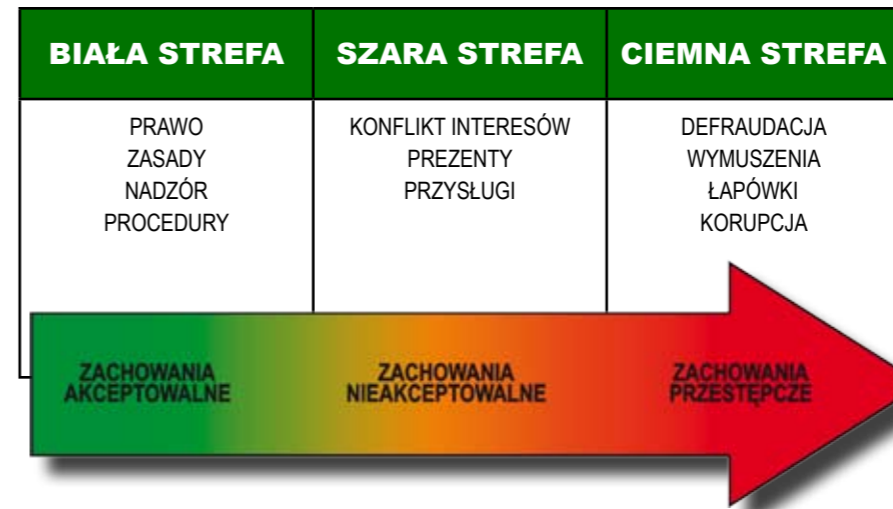 BIAŁA STREFA
SZARA STREFA
CIEMNA STREFA
PRAWO
ZASADY
NADZÓR
PROCEDURY
KONFLIKT INTERESÓW
PREZENTY
PRZYSŁUGI
DEFRAUDACJA
WYMUSZENIA
ŁAPÓWKI
KORUPCJA
ZACHOWANIA
AKCEPTOWALNE
ZACHOWANIA
NIEAKCEPTOWALNE
ZACHOWANIA
PRZESTĘPCZE